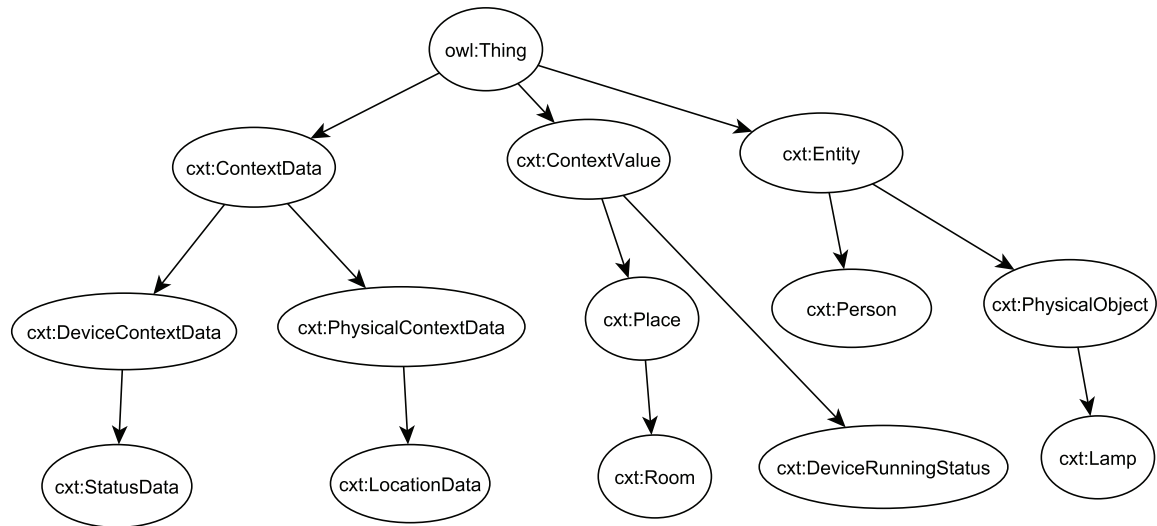 owl:Thing
cxt:ContextData
cxt:ContextValue
cxt:Entity
cxt:DeviceContextData
cxt:PhysicalContextData
cxt:Place
cxt:Person
cxt:PhysicalObject
cxt:StatusData
cxt:LocationData
cxt:Room
cxt:DeviceRunningStatus
cxt:Lamp